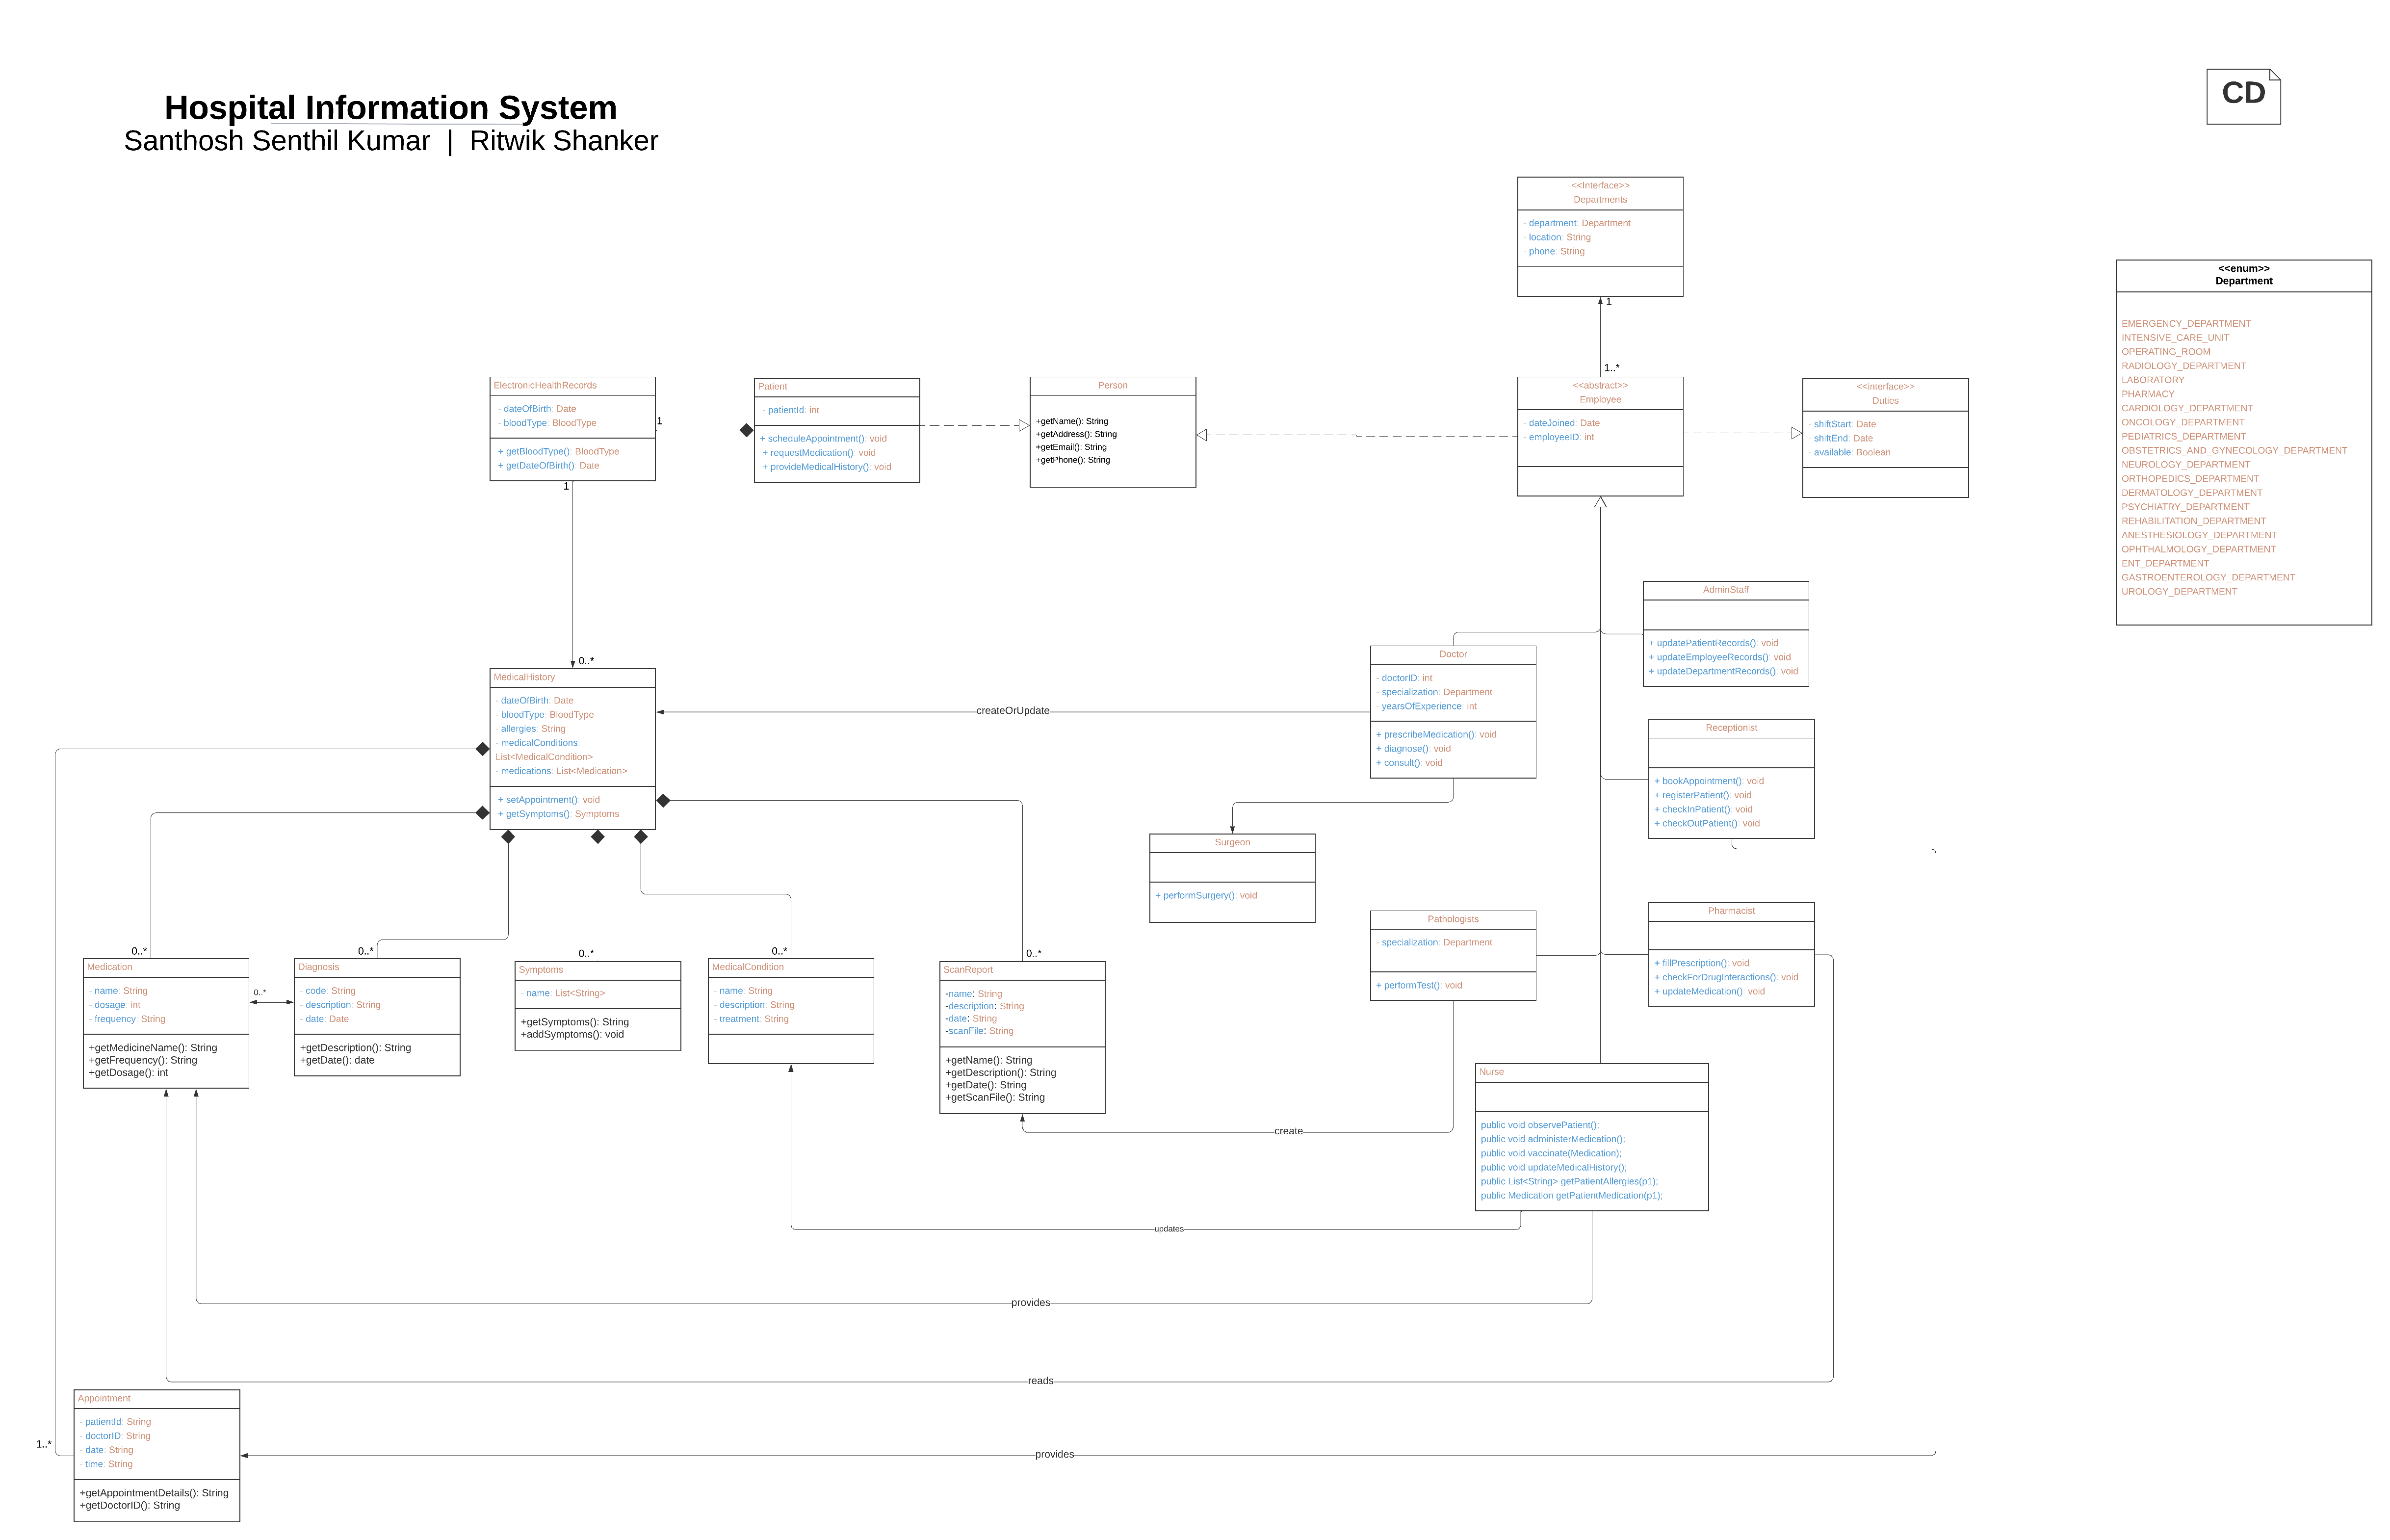 Hospital Information System
Santhosh Senthil Kumar | Ritwik Shanker
CD
<<Interface>>
Departments
- department: Department
- location: String
- phone: String
1
1..*
<<enum>>
Department
EMERGENCY_DEPARTMENT
INTENSIVE_CARE_UNIT
OPERATING_ROOM
RADIOLOGY_DEPARTMENT
LABORATORY
PHARMACY
CARDIOLOGY_DEPARTMENT
ONCOLOGY_DEPARTMENT
PEDIATRICS_DEPARTMENT
OBSTETRICS_AND_GYNECOLOGY_DEPARTMENT
NEUROLOGY_DEPARTMENT
ORTHOPEDICS_DEPARTMENT
DERMATOLOGY_DEPARTMENT
PSYCHIATRY_DEPARTMENT
REHABILITATION_DEPARTMENT
ANESTHESIOLOGY_DEPARTMENT
OPHTHALMOLOGY_DEPARTMENT
ENT_DEPARTMENT
GASTROENTEROLOGY_DEPARTMENT
UROLOGY_DEPARTMENT
ElectronicHealthRecords
- dateOfBirth: Date
- bloodType: BloodType
+ getBloodType(): BloodType
+ getDateOfBirth(): Date
1
1
Patient
- patientId: int
+ scheduleAppointment(): void
+ requestMedication(): void
+ provideMedicalHistory(): void
Person
+getName(): String
+getAddress(): String
+getEmail(): String
+getPhone(): String
<<abstract>>
Employee
- dateJoined: Date
- employeeID: int
<<interface>>
Duties
- shiftStart: Date
- shiftEnd: Date
- available: Boolean
AdminStaff
+ updatePatientRecords(): void
+ updateEmployeeRecords(): void
+ updateDepartmentRecords(): void
0..*
MedicalHistory
- dateOfBirth: Date
- bloodType: BloodType
- allergies: String
- medicalConditions:
List<MedicalCondition>
- medications: List<Medication>
+ setAppointment(): void
+ getSymptoms(): Symptoms
createOrUpdate
Doctor
- doctorID: int
- specialization: Department
- yearsOfExperience: int
+ prescribeMedication(): void
+ diagnose(): void
+ consult(): void
Receptionist
+ bookAppointment(): void
+ registerPatient(): void
+ checkInPatient(): void
+ checkOutPatient(): void
Surgeon
+ performSurgery(): void
Pathologists
- specialization: Department
+ performTest(): void
Pharmacist
+ fillPrescription(): void
+ checkForDrugInteractions(): void
+ updateMedication(): void
0..*
Medication
- name: String
- dosage: int
- frequency: String
+getMedicineName(): String
+getFrequency(): String
+getDosage(): int
0..*
0..*
Diagnosis
- code: String
- description: String
- date: Date
+getDescription(): String
+getDate(): date
0..*
Symptoms
- name: List<String>
+getSymptoms(): String
+addSymptoms(): void
0..*
MedicalCondition
- name: String
- description: String
- treatment: String
0..*
ScanReport
-name: String
-description: String
-date: String
-scanFile: String
+getName(): String
+getDescription(): String
+getDate(): String
+getScanFile(): String
create
Nurse
public void observePatient();
public void administerMedication();
public void vaccinate(Medication);
public void updateMedicalHistory();
public List<String> getPatientAllergies(p1);
public Medication getPatientMedication(p1);
updates
provides
reads
1..*
Appointment
- patientId: String
- doctorID: String
- date: String
- time: String
+getAppointmentDetails(): String
+getDoctorID(): String
provides